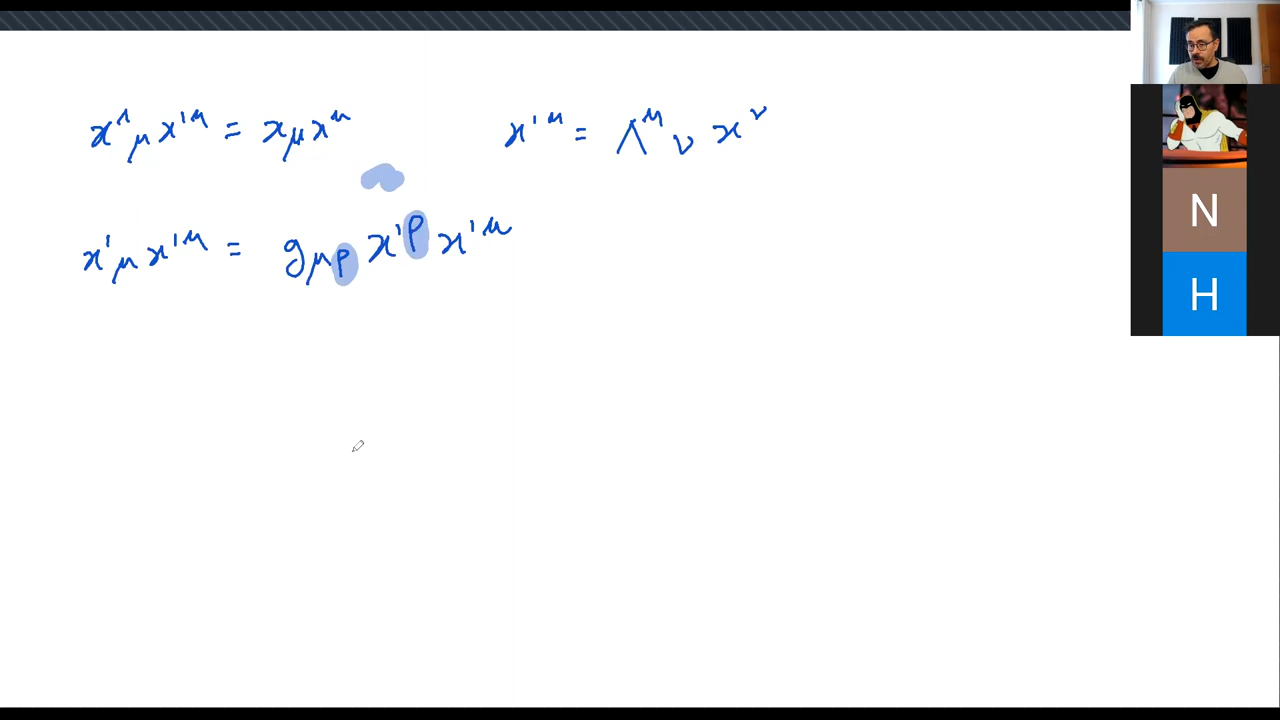 x'_μ x'^μ = x_μ x^μ    x'^μ = Λ^μ_ν x^ν
x'_μ x'^μ = g_μρ x'^ρ x'^μ
N
H